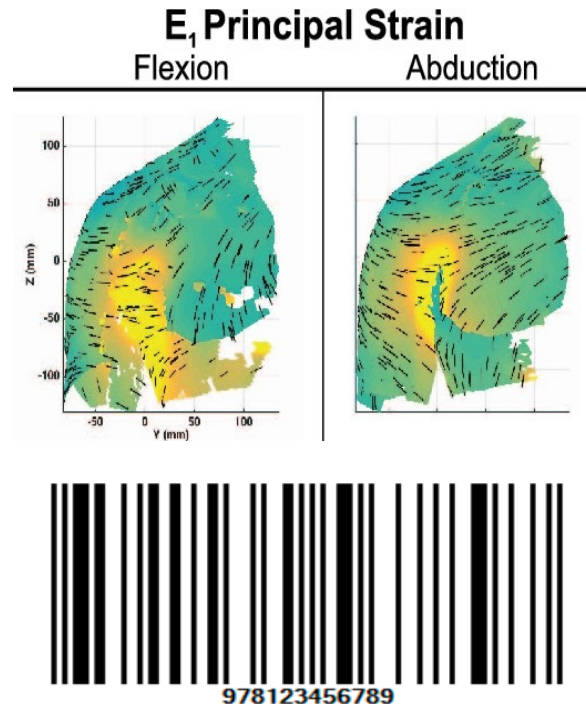 E₁ Principal Strain
Flexion Abduction
100
50
0
-50
-100
Z (mm)
-50 0 50 100
Y (mm)
978123456789